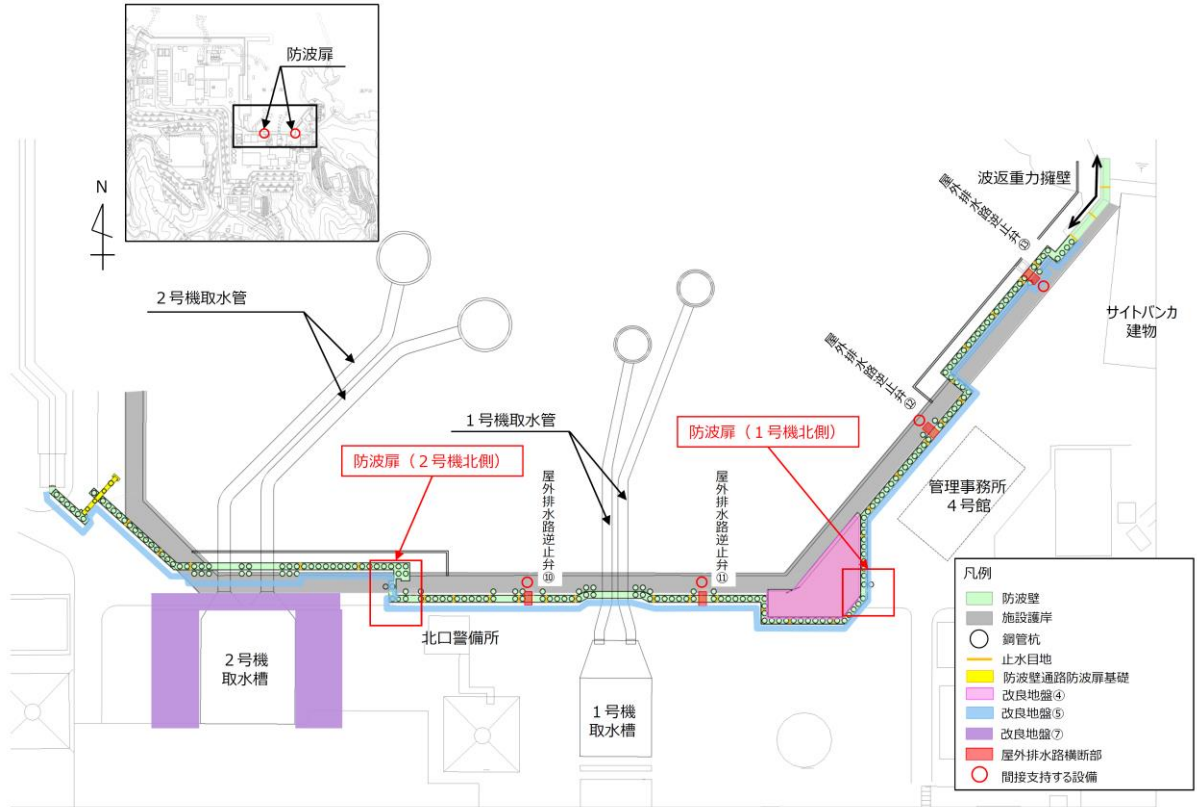 防波扉
N
波返重力擁壁
屋外排水路逆止弁⑬
2号機取水管
サイトバンカ
建物
屋外排水路逆止弁⑫
1号機取水管
防波扉（1号機北側）
防波扉（2号機北側）
屋外排水路逆止弁⑩
屋外排水路逆止弁⑪
管理事務所
4号館
北口警備所
2号機
取水槽
1号機
取水槽
凡例
防波壁
施設護岸
鋼管杭
止水目地
防波壁通路防波扉基礎
改良地盤④
改良地盤⑤
改良地盤⑦
屋外排水路横断部
間接支持する設備